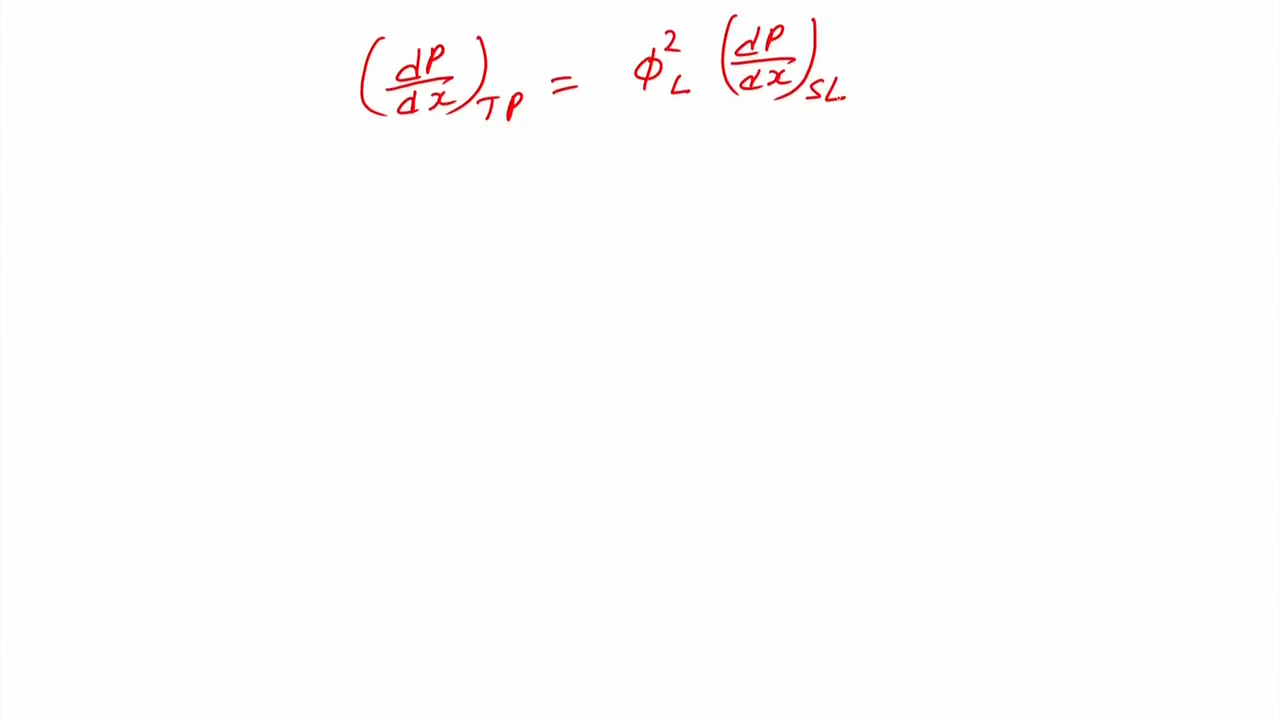 (dP/dx)_TP = ϕ_L^2 (dP/dx)_SL.